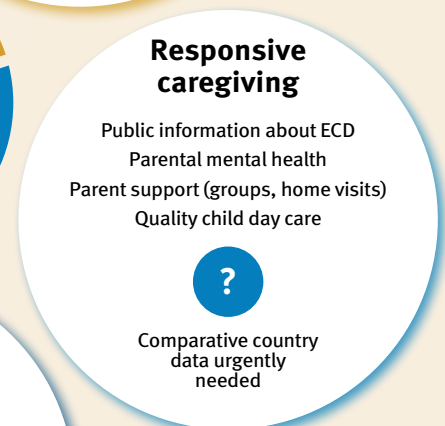 Responsive
caregiving
Public information about ECD
Parental mental health
Parent support (groups, home visits)
Quality child day care
?
Comparative country
data urgently
needed